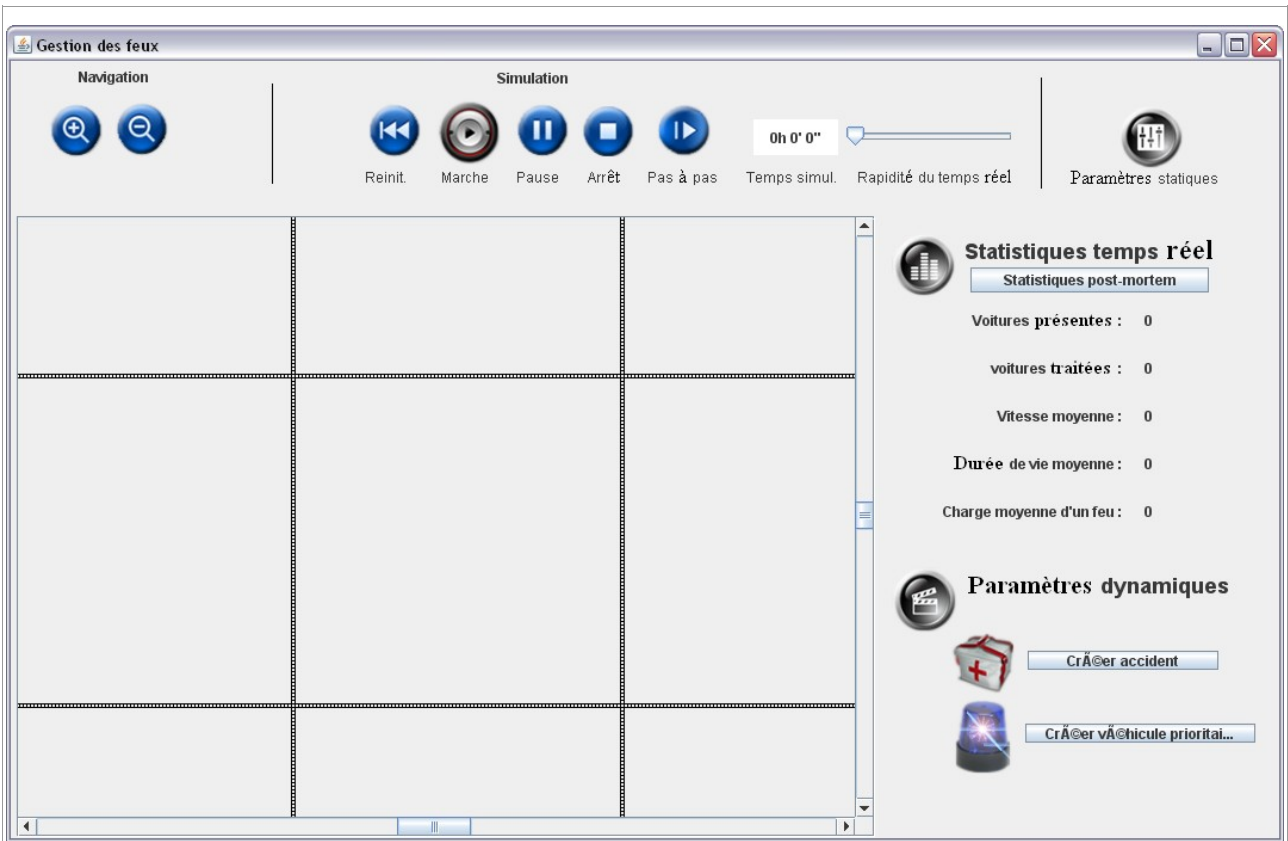 Gestion des feux
Navigation
Simulation
Reinit.
Marche
Pause
Arrêt
Pas à pas
0h 0' 0"
Temps simul.
Rapidité du temps réel
Paramètres statiques
Statistiques temps réel
Statistiques post-mortem
Voitures présentes : 0
voitures traitées : 0
Vitesse moyenne : 0
Durée de vie moyenne : 0
Charge moyenne d'un feu : 0
Paramètres dynamiques
CrÃ©er accident
CrÃ©er vÃ©hicule prioritai...